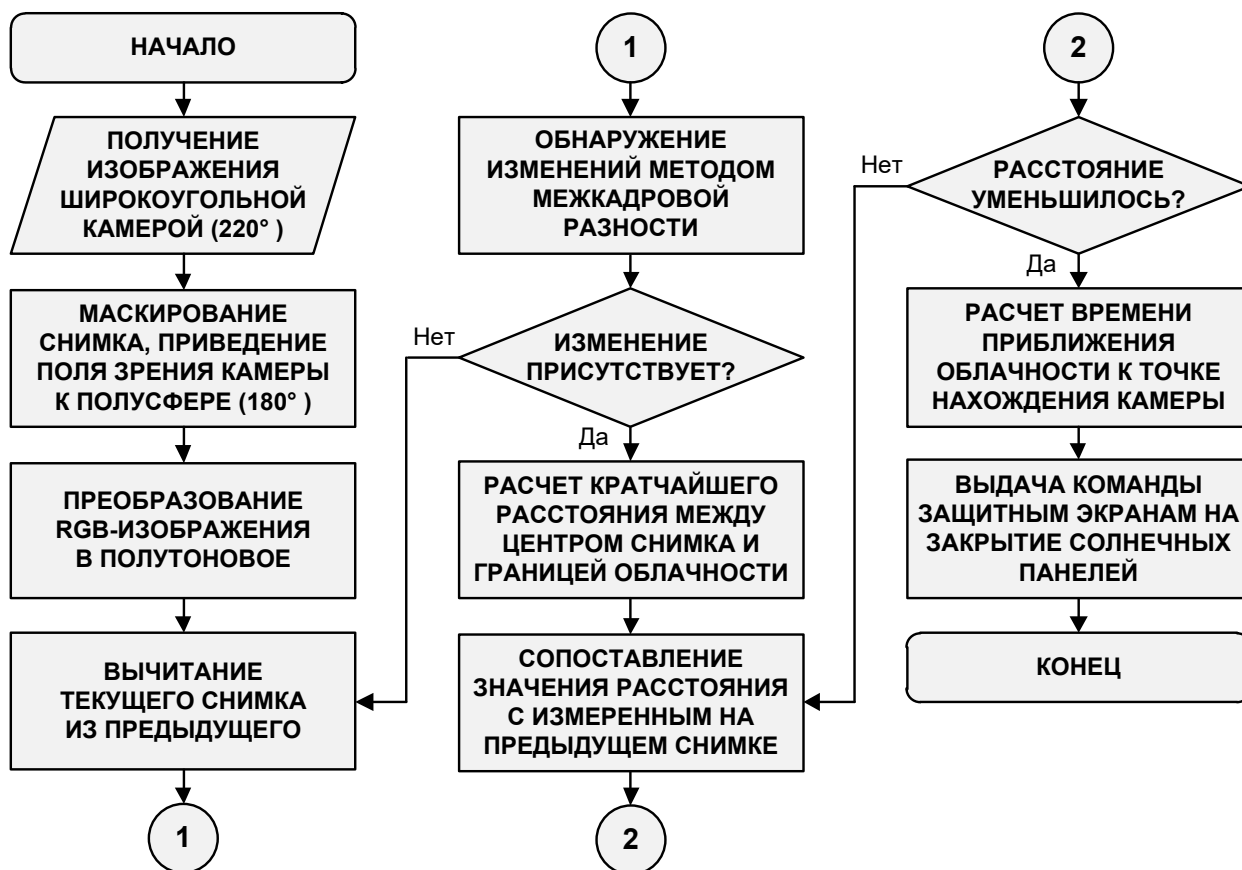 НАЧАЛО
ПОЛУЧЕНИЕ
ИЗОБРАЖЕНИЯ
ШИРОКОУГОЛЬНОЙ
КАМЕРОЙ (220° )
МАСКИРОВАНИЕ
СНИМКА, ПРИВЕДЕНИЕ
ПОЛЯ ЗРЕНИЯ КАМЕРЫ
К ПОЛУСФЕРЕ (180° )
ПРЕОБРАЗОВАНИЕ
RGB-ИЗОБРАЖЕНИЯ
В ПОЛУТОНОВОЕ
ВЫЧИТАНИЕ
ТЕКУЩЕГО СНИМКА
ИЗ ПРЕДЫДУЩЕГО
1
1
ОБНАРУЖЕНИЕ
ИЗМЕНЕНИЙ МЕТОДОМ
МЕЖКАДРОВОЙ
РАЗНОСТИ
Нет
ИЗМЕНЕНИЕ
ПРИСУТСТВУЕТ?
Да
РАСЧЕТ КРАТЧАЙШЕГО
РАССТОЯНИЯ МЕЖДУ
ЦЕНТРОМ СНИМКА И
ГРАНИЦЕЙ ОБЛАЧНОСТИ
СОПОСТАВЛЕНИЕ
ЗНАЧЕНИЯ РАССТОЯНИЯ
С ИЗМЕРЕННЫМ НА
ПРЕДЫДУЩЕМ СНИМКЕ
2
2
Нет
РАССТОЯНИЕ
УМЕНЬШИЛОСЬ?
Да
РАСЧЕТ ВРЕМЕНИ
ПРИБЛИЖЕНИЯ
ОБЛАЧНОСТИ К ТОЧКЕ
НАХОЖДЕНИЯ КАМЕРЫ
ВЫДАЧА КОМАНДЫ
ЗАЩИТНЫМ ЭКРАНАМ НА
ЗАКРЫТИЕ СОЛНЕЧНЫХ
ПАНЕЛЕЙ
КОНЕЦ